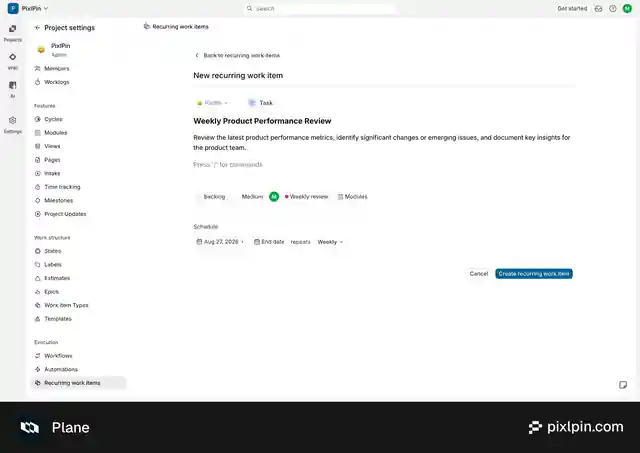 PixlPin
Search
Get started
M
Projects
Wiki
AI
Settings
Project settings
PixlPin
Admin
Members
Worklogs
Features
Cycles
Modules
Views
Pages
Intake
Time tracking
Milestones
Project Updates
Work structure
States
Labels
Estimates
Epics
Work Item Types
Templates
Execution
Workflows
Automations
Recurring work items
Recurring work items
Back to recurring work items
New recurring work item
PixlPin Task
Weekly Product Performance Review
Review the latest product performance metrics, identify significant changes or emerging issues, and document key insights for
the product team.
Press '/' for commands
Backlog Medium M Weekly review Modules
Schedule
Aug 27, 2026 End date repeats Weekly
Cancel Create recurring work item
Plane
pixlpin.com